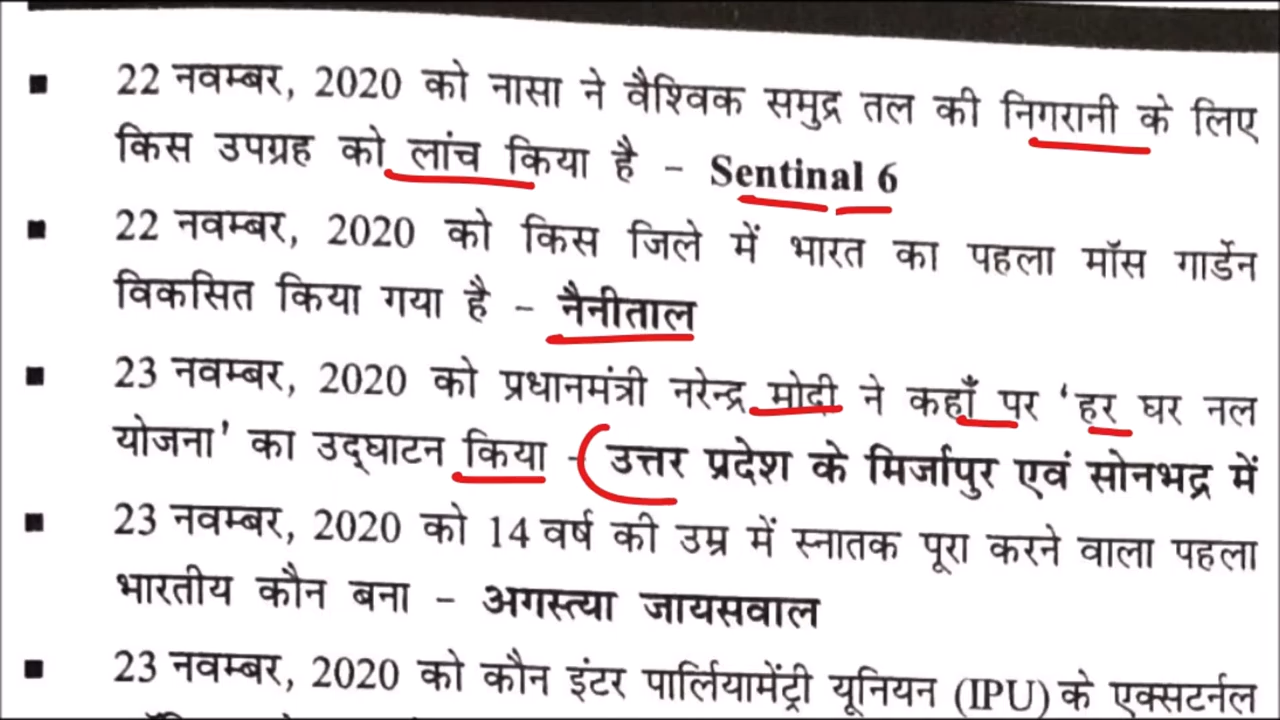 ▪ 22 नवम्बर, 2020 को नासा ने वैश्विक समुद्र तल की निगरानी के लिए
किस उपग्रह को लांच किया है – Sentinal 6
▪ 22 नवम्बर, 2020 को किस जिले में भारत का पहला मॉस गार्डेन
विकसित किया गया है – नैनीताल
▪ 23 नवम्बर, 2020 को प्रधानमंत्री नरेन्द्र मोदी ने कहाँ पर ‘हर घर नल
योजना’ का उद्घाटन किया – उत्तर प्रदेश के मिर्जापुर एवं सोनभद्र में
▪ 23 नवम्बर, 2020 को 14 वर्ष की उम्र में स्नातक पूरा करने वाला पहला
भारतीय कौन बना – अगस्त्या जायसवाल
▪ 23 नवम्बर, 2020 को कौन इंटर पार्लियामेंट्री यूनियन (IPU) के एक्सटर्नल